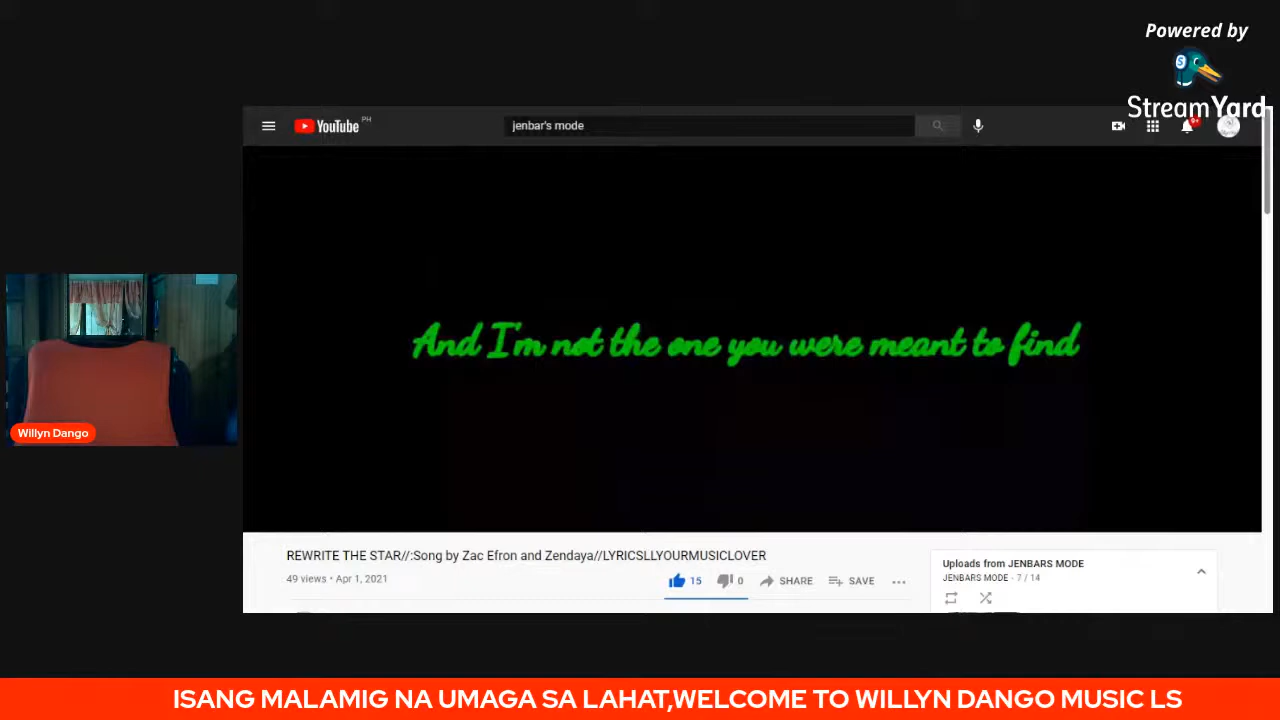 Powered by
StreamYard
YouTube PH
jenbar's mode
9+
And I'm not the one you were meant to find
Willyn Dango
REWRITE THE STAR//:Song by Zac Efron and Zendaya//LYRICSLLYOURMUSICLOVER
49 views • Apr 1, 2021
15
0
SHARE
SAVE
Uploads from JENBARS MODE
JENBARS MODE - 7 / 14
ISANG MALAMIG NA UMAGA SA LAHAT,WELCOME TO WILLYN DANGO MUSIC LS